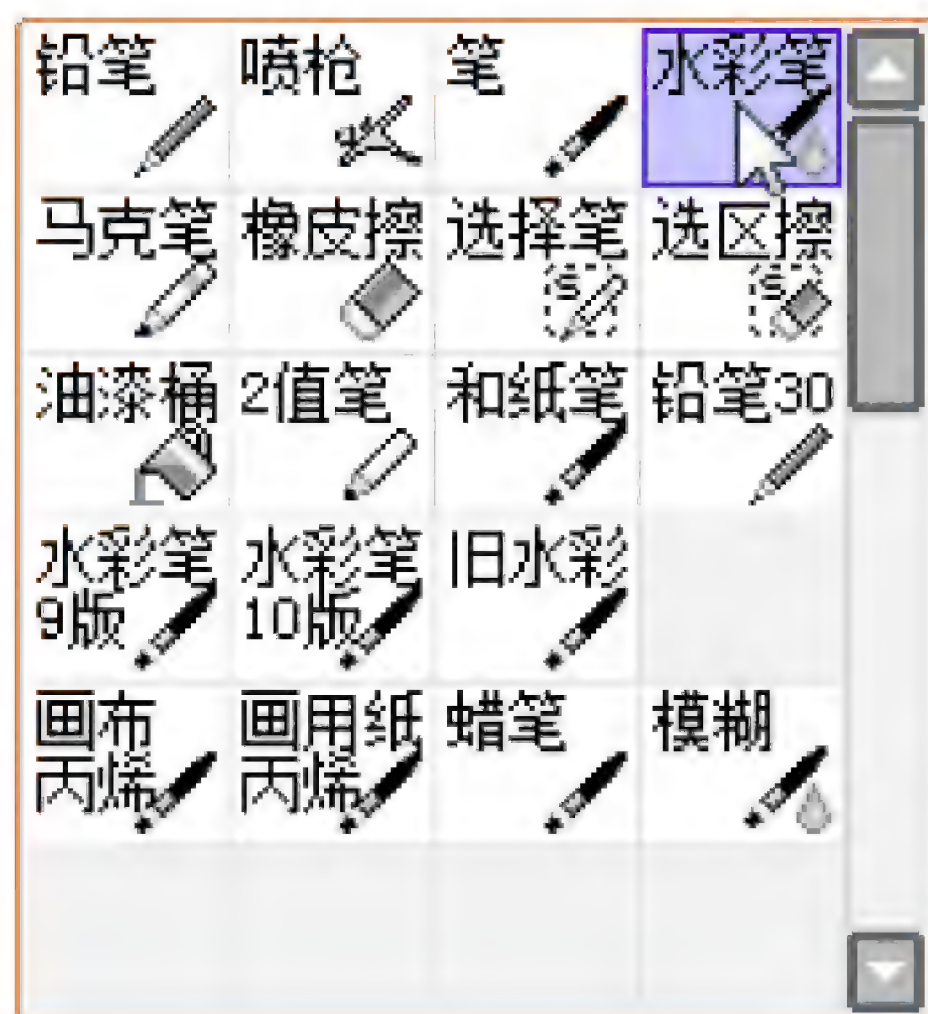 铅笔 喷枪 笔 水彩笔
马克笔 橡皮擦 选择笔 选区擦
油漆桶 2值笔 和纸笔 铅笔30
水彩笔 水彩笔 旧水彩
9版 10版
画布 画用纸 蜡笔 模糊
丙烯 丙烯